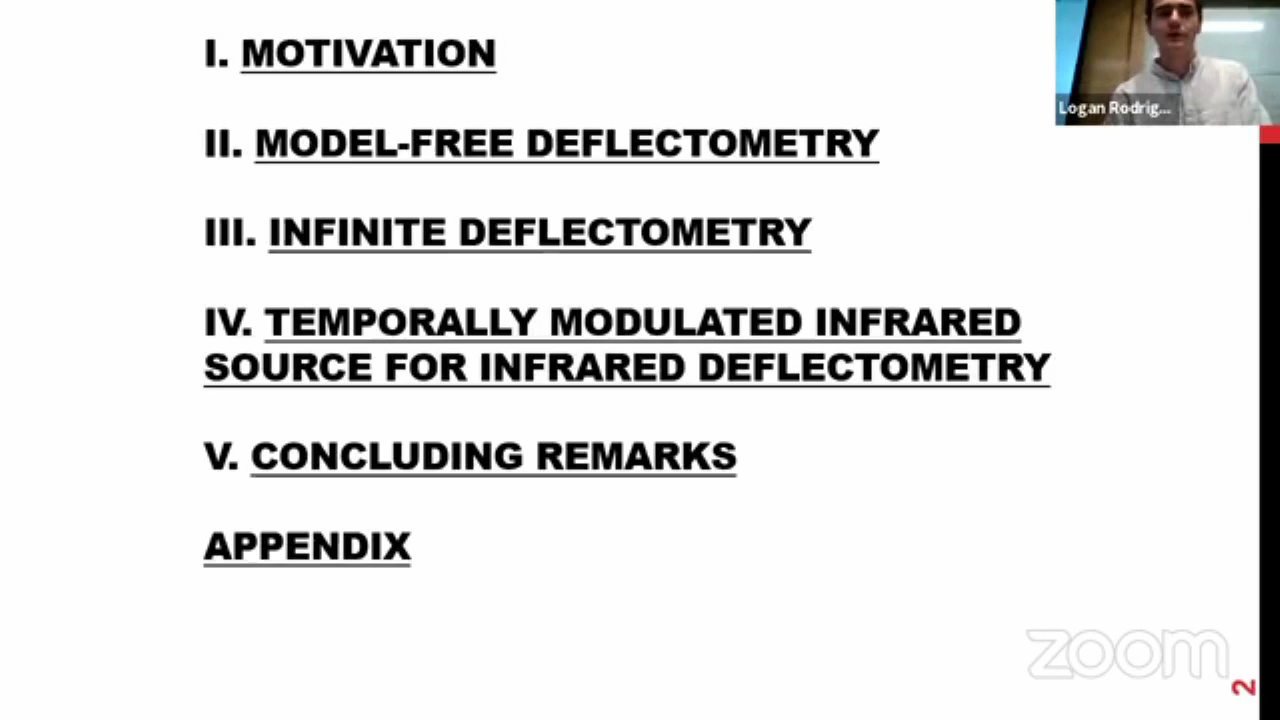 I. MOTIVATION
Logan Rodrig...
II. MODEL-FREE DEFLECTOMETRY
III. INFINITE DEFLECTOMETRY
IV. TEMPORALLY MODULATED INFRARED
SOURCE FOR INFRARED DEFLECTOMETRY
V. CONCLUDING REMARKS
APPENDIX
zoom
2